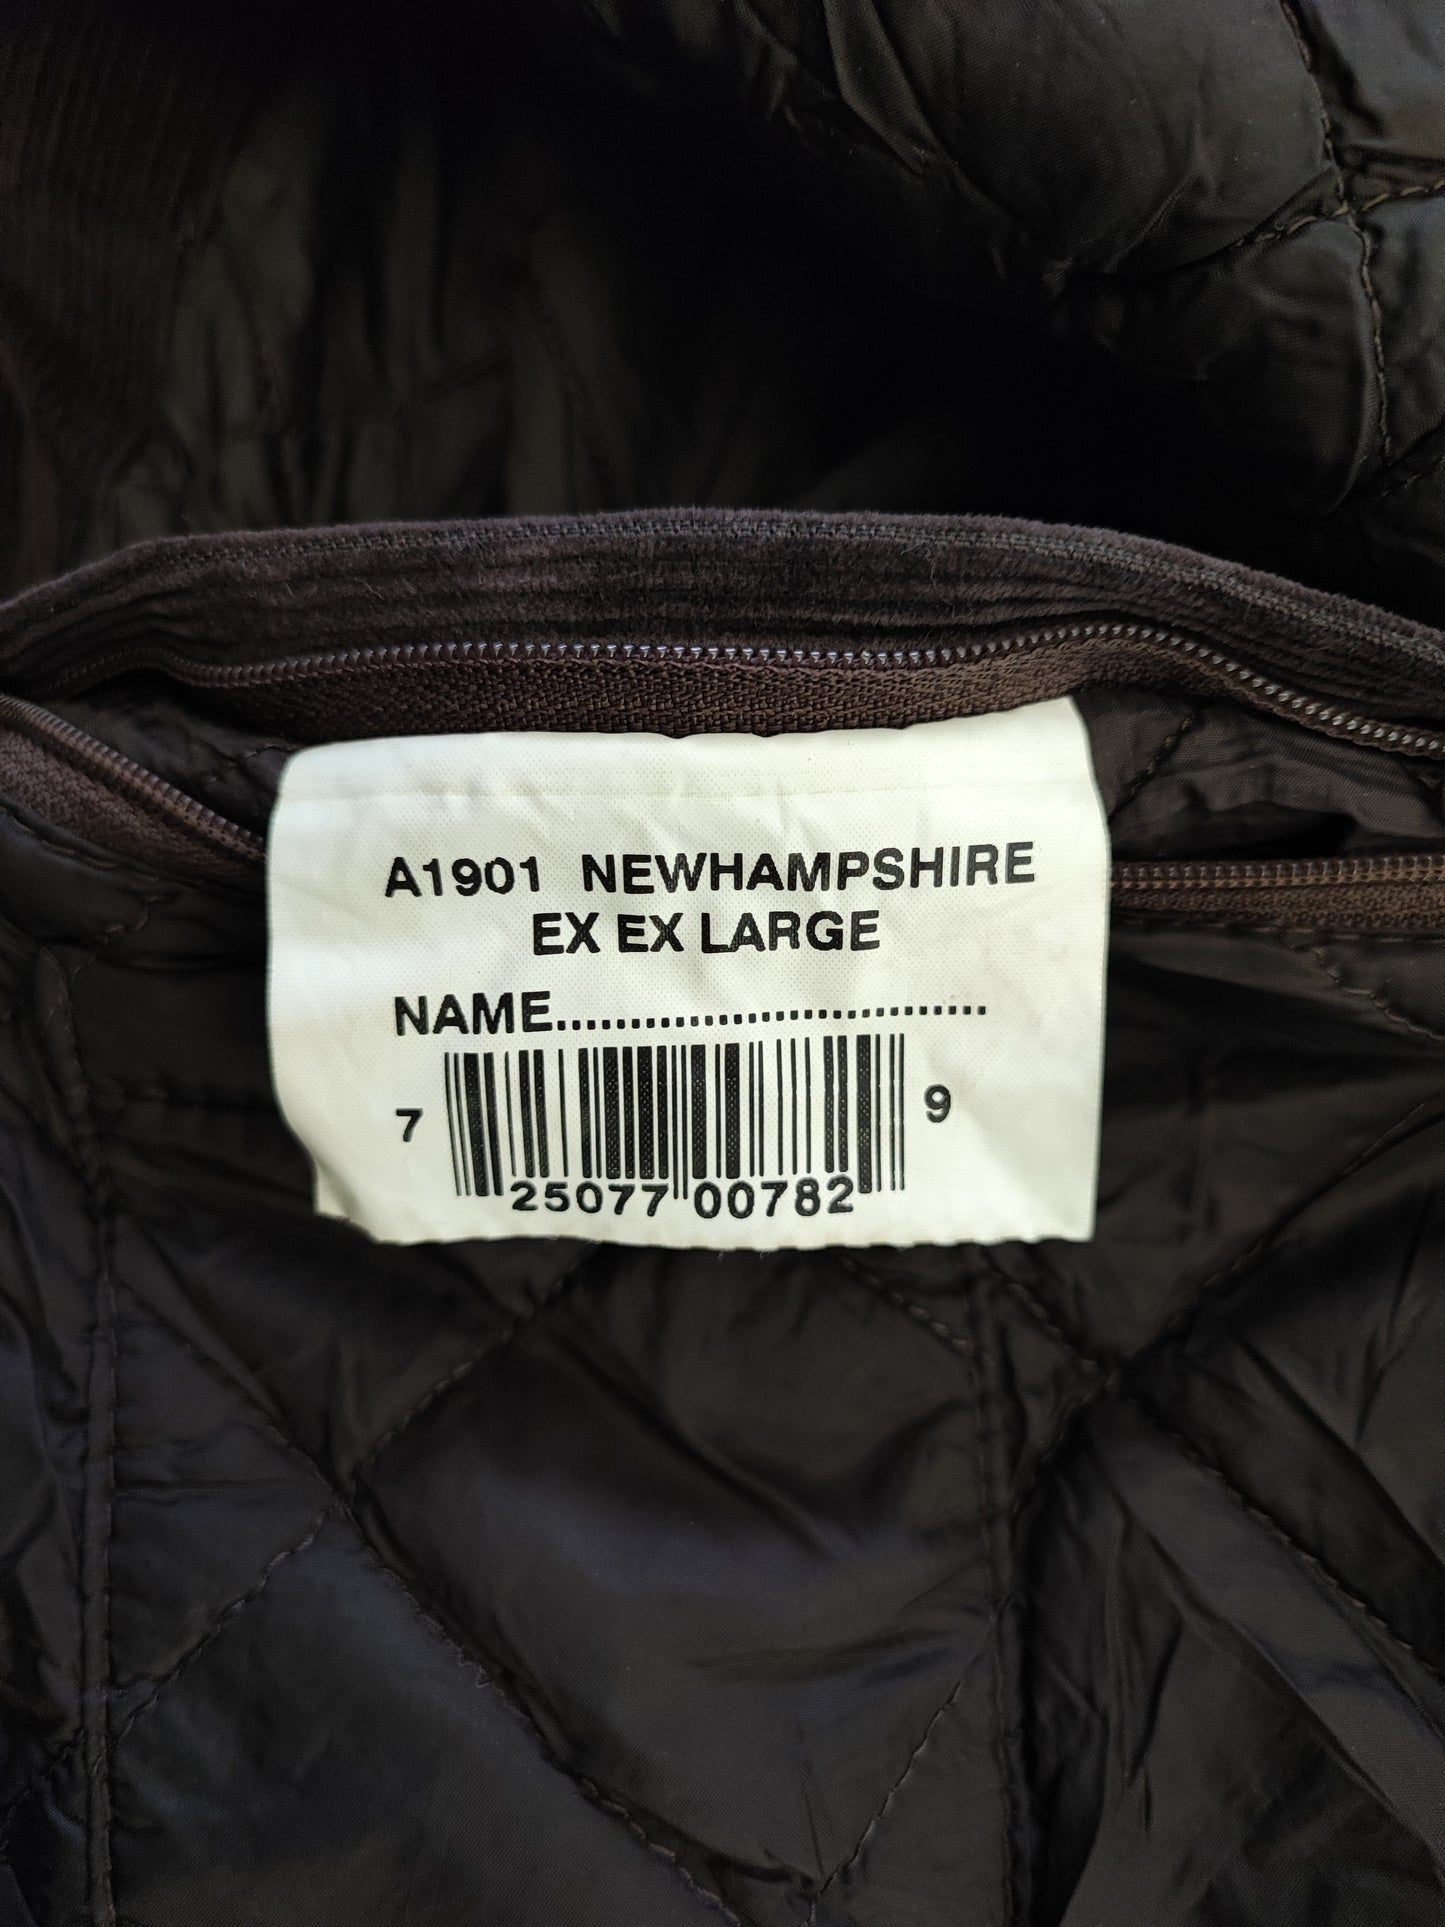 A1901 NEWHAMPSHIRE
EX EX LARGE
NAME..............................
7 25077 00782 9